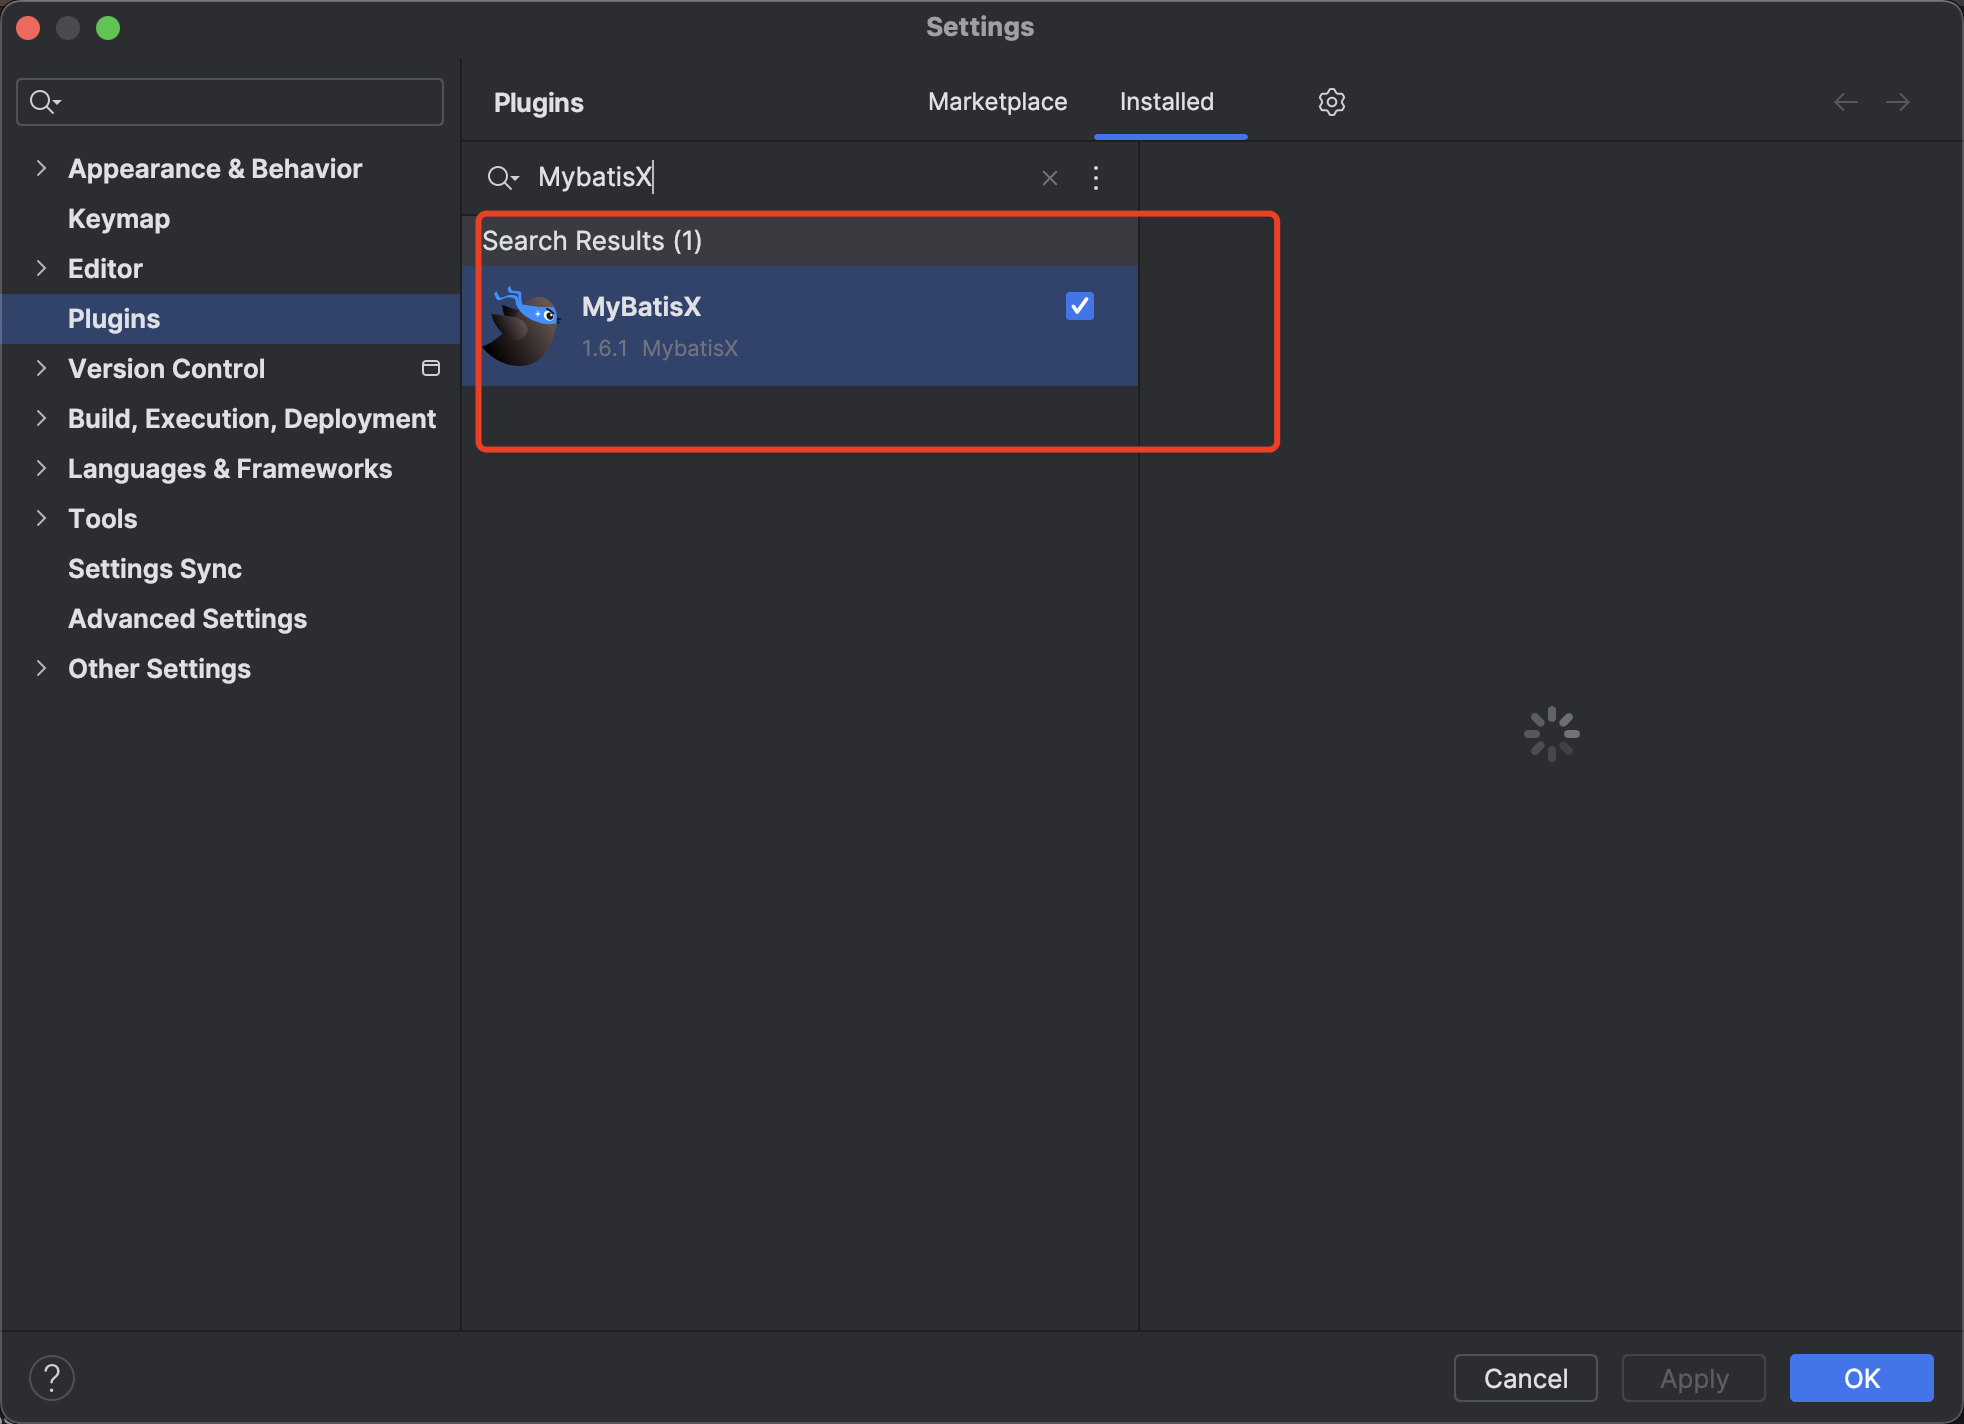 Settings
Plugins
Marketplace
Installed
MybatisX
Appearance & Behavior
Keymap
Editor
Plugins
Version Control
Build, Execution, Deployment
Languages & Frameworks
Tools
Settings Sync
Advanced Settings
Other Settings
Search Results (1)
MyBatisX
1.6.1 MybatisX
?
Cancel
Apply
OK